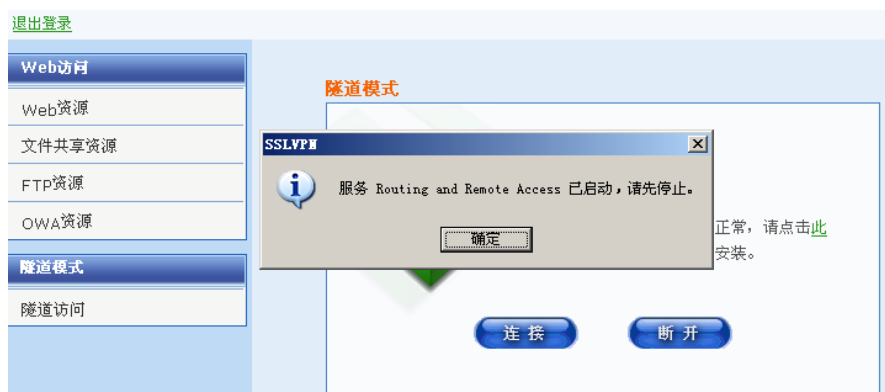 退出登录
Web访问
Web资源
文件共享资源
FTP资源
OWA资源
隧道模式
隧道访问
隧道模式
SSLVPN
服务 Routing and Remote Access 已启动，请先停止。
确定
正常，请点击此
安装。
连接
断开